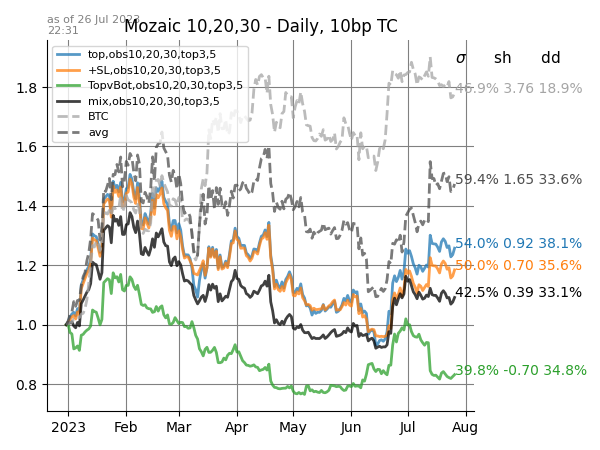 as of 26 Jul 2023
22:31
Mozaic 10,20,30 - Daily, 10bp TC
σ sh dd
top,obs10,20,30,top3,5
+SL,obs10,20,30,top3,5
TopvBot,obs10,20,30,top3,5
mix,obs10,20,30,top3,5
BTC
avg
46.9% 3.76 18.9%
59.4% 1.65 33.6%
54.0% 0.92 38.1%
50.0% 0.70 35.6%
42.5% 0.39 33.1%
39.8% -0.70 34.8%
1.8
1.6
1.4
1.2
1.0
0.8
2023 Feb Mar Apr May Jun Jul Aug